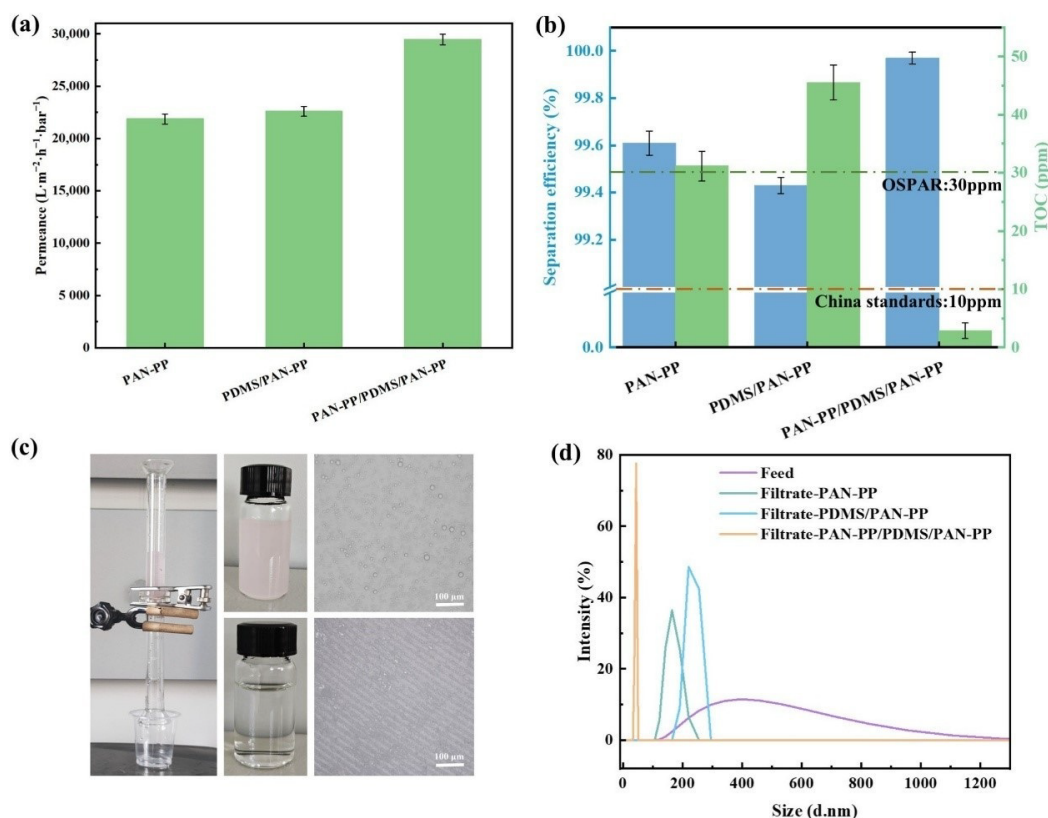 (a)
30,000
25,000
20,000
15,000
10,000
5 000
0
Permeance (L·m⁻²·h⁻¹·bar⁻¹)
PAN-PP
PDMS/PAN-PP
PAN-PP/PDMS/PAN-PP
(b)
100.0
99.8
99.6
99.4
99.2
0.0
Separation efficiency (%)
50
40
30
20
10
0
TOC (ppm)
OSPAR:30ppm
China standards:10ppm
PAN-PP
PDMS/PAN-PP
PAN-PP/PDMS/PAN-PP
(c)
100 μm
100 μm
(d)
80
60
40
20
0
Intensity (%)
Feed
Filtrate-PAN-PP
Filtrate-PDMS/PAN-PP
Filtrate-PAN-PP/PDMS/PAN-PP
0 200 400 600 800 1000 1200
Size (d.nm)